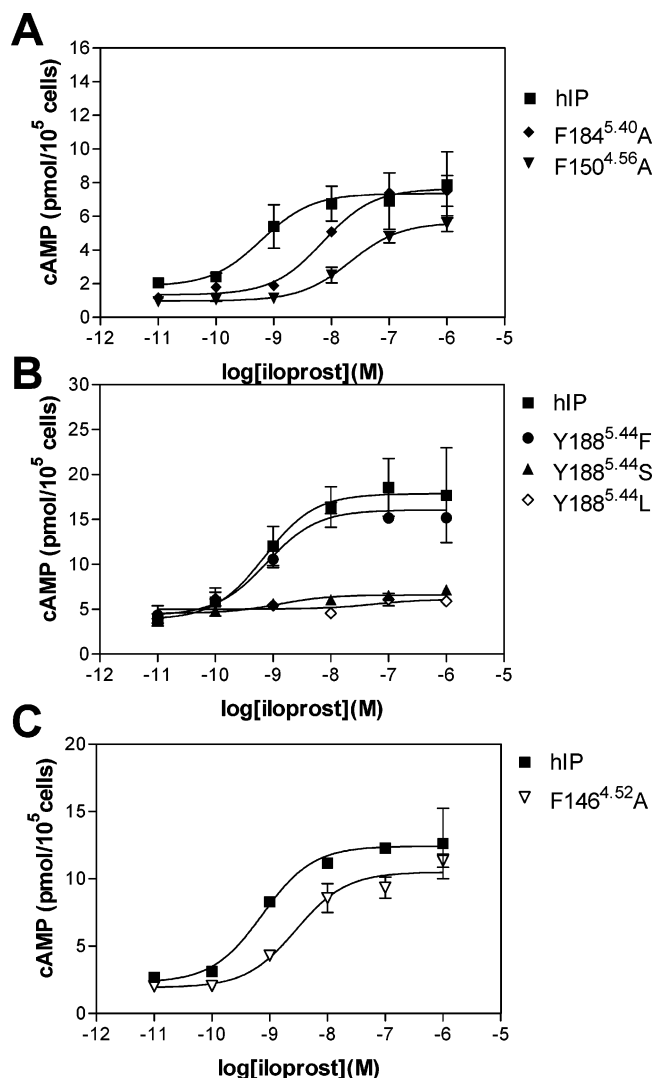 A
16
14
12
10
8
6
4
2
0
cAMP (pmol/10⁵ cells)
-12 -11 -10 -9 -8 -7 -6 -5
log[iloprost](M)
hIP
F184⁵·⁴⁰A
F150⁴·⁵⁶A
B
30
25
20
15
10
5
0
cAMP (pmol/10⁵ cells)
-12 -11 -10 -9 -8 -7 -6 -5
log[iloprost](M)
hIP
Y188⁵·⁴⁴F
Y188⁵·⁴⁴S
Y188⁵·⁴⁴L
C
20
15
10
5
0
cAMP (pmol/10⁵cells)
-12 -11 -10 -9 -8 -7 -6 -5
log[iloprost](M)
hIP
F146⁴·⁵²A